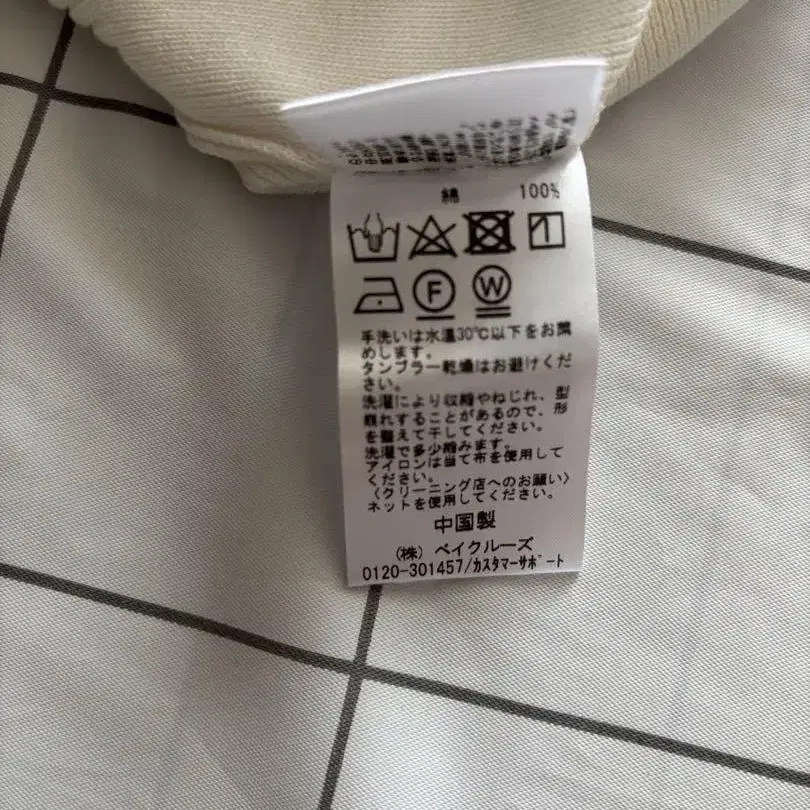 綿 100%
F W
手洗いは水温30℃以下をお薦
めします。
タンブラー乾燥はお避けくだ
さい。
洗濯により収縮やねじれ、型
崩れすることがあるので、形
を整えて干してください。
洗濯で多少縮みます。
アイロンは当て布を使用して
ください。
〈クリーニング店へのお願い〉
ネットを使用してください。
中国製
(株) ベイクルーズ
0120-301457/カスタマーサポート